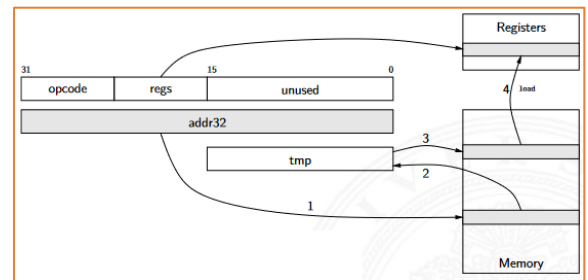 Registers
31 15 0
opcode regs unused
4 load
addr32
3
tmp
2
1
Memory